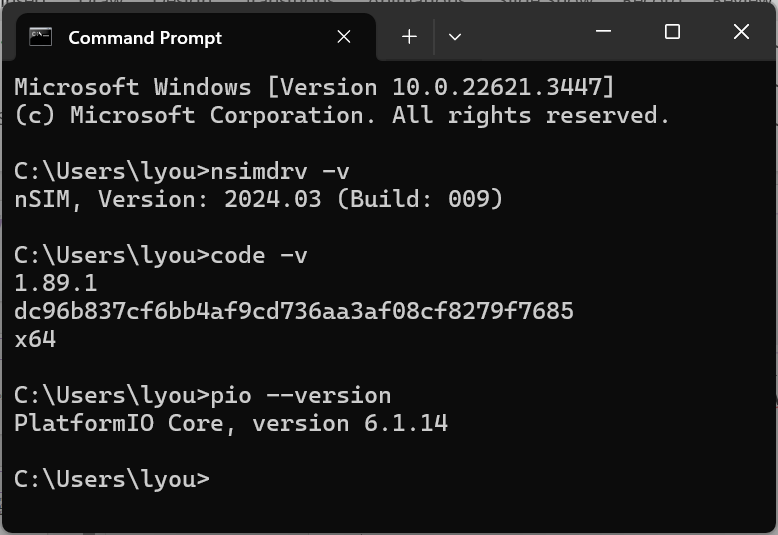 Command Prompt
Microsoft Windows [Version 10.0.22621.3447]
(c) Microsoft Corporation. All rights reserved.
C:\Users\lyou>nsimdrv -v
nSIM, Version: 2024.03 (Build: 009)
C:\Users\lyou>code -v
1.89.1
dc96b837cf6bb4af9cd736aa3af08cf8279f7685
x64
C:\Users\lyou>pio --version
PlatformIO Core, version 6.1.14
C:\Users\lyou>